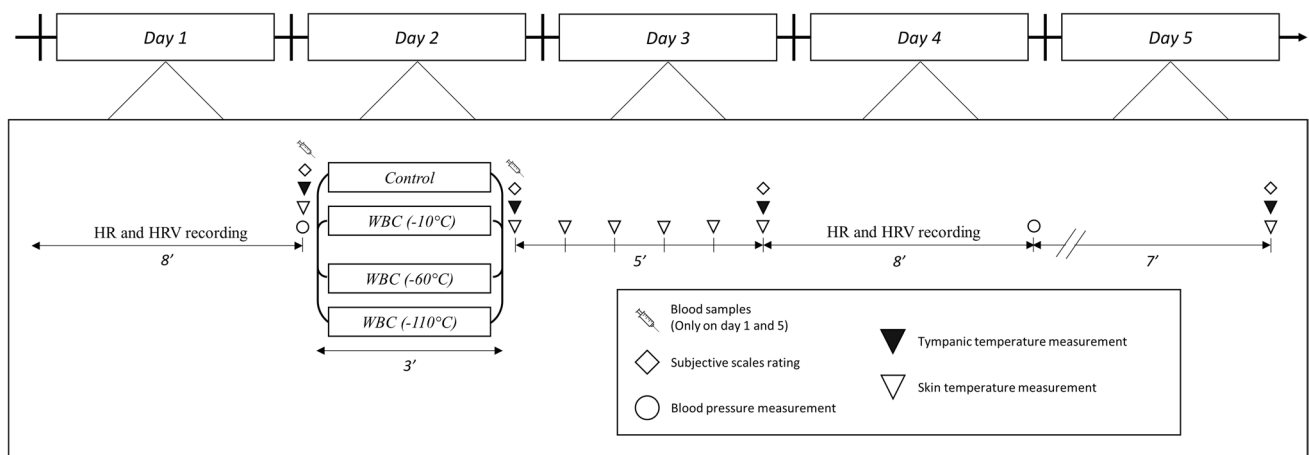 Day 1
Day 2
Day 3
Day 4
Day 5
Control
WBC (-10°C)
WBC (-60°C)
WBC (-110°C)
HR and HRV recording
8’
3’
5’
HR and HRV recording
8’
7’
Blood samples
(Only on day 1 and 5)
Subjective scales rating
Blood pressure measurement
Tympanic temperature measurement
Skin temperature measurement